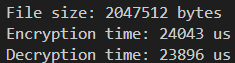 File size: 2047512 bytes
Encryption time: 24043 us
Decryption time: 23896 us